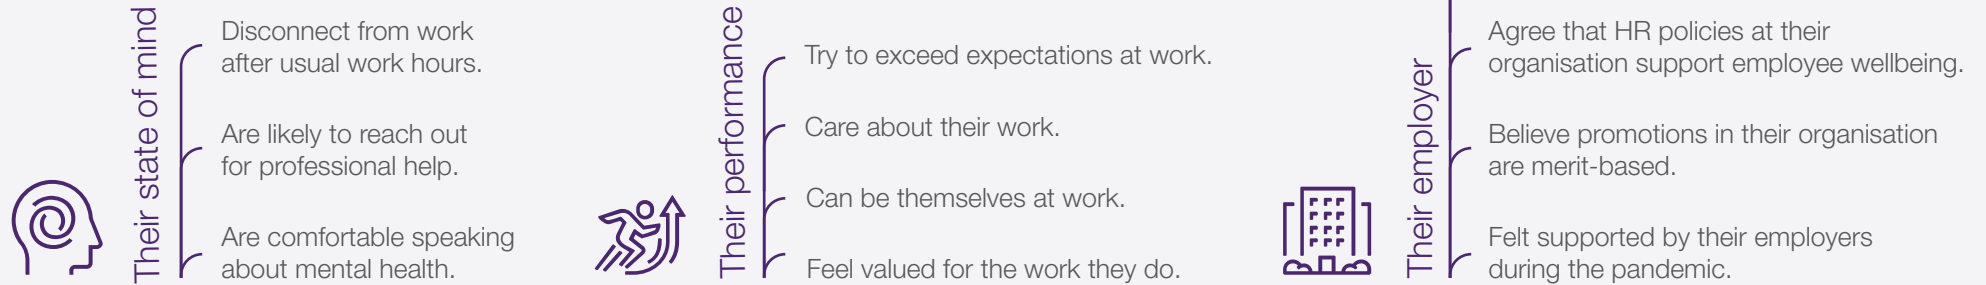 Their state of mind
Disconnect from work
after usual work hours.
Are likely to reach out
for professional help.
Are comfortable speaking
about mental health.
Their performance
Try to exceed expectations at work.
Care about their work.
Can be themselves at work.
Feel valued for the work they do.
Their employer
Agree that HR policies at their
organisation support employee wellbeing.
Believe promotions in their organisation
are merit-based.
Felt supported by their employers
during the pandemic.